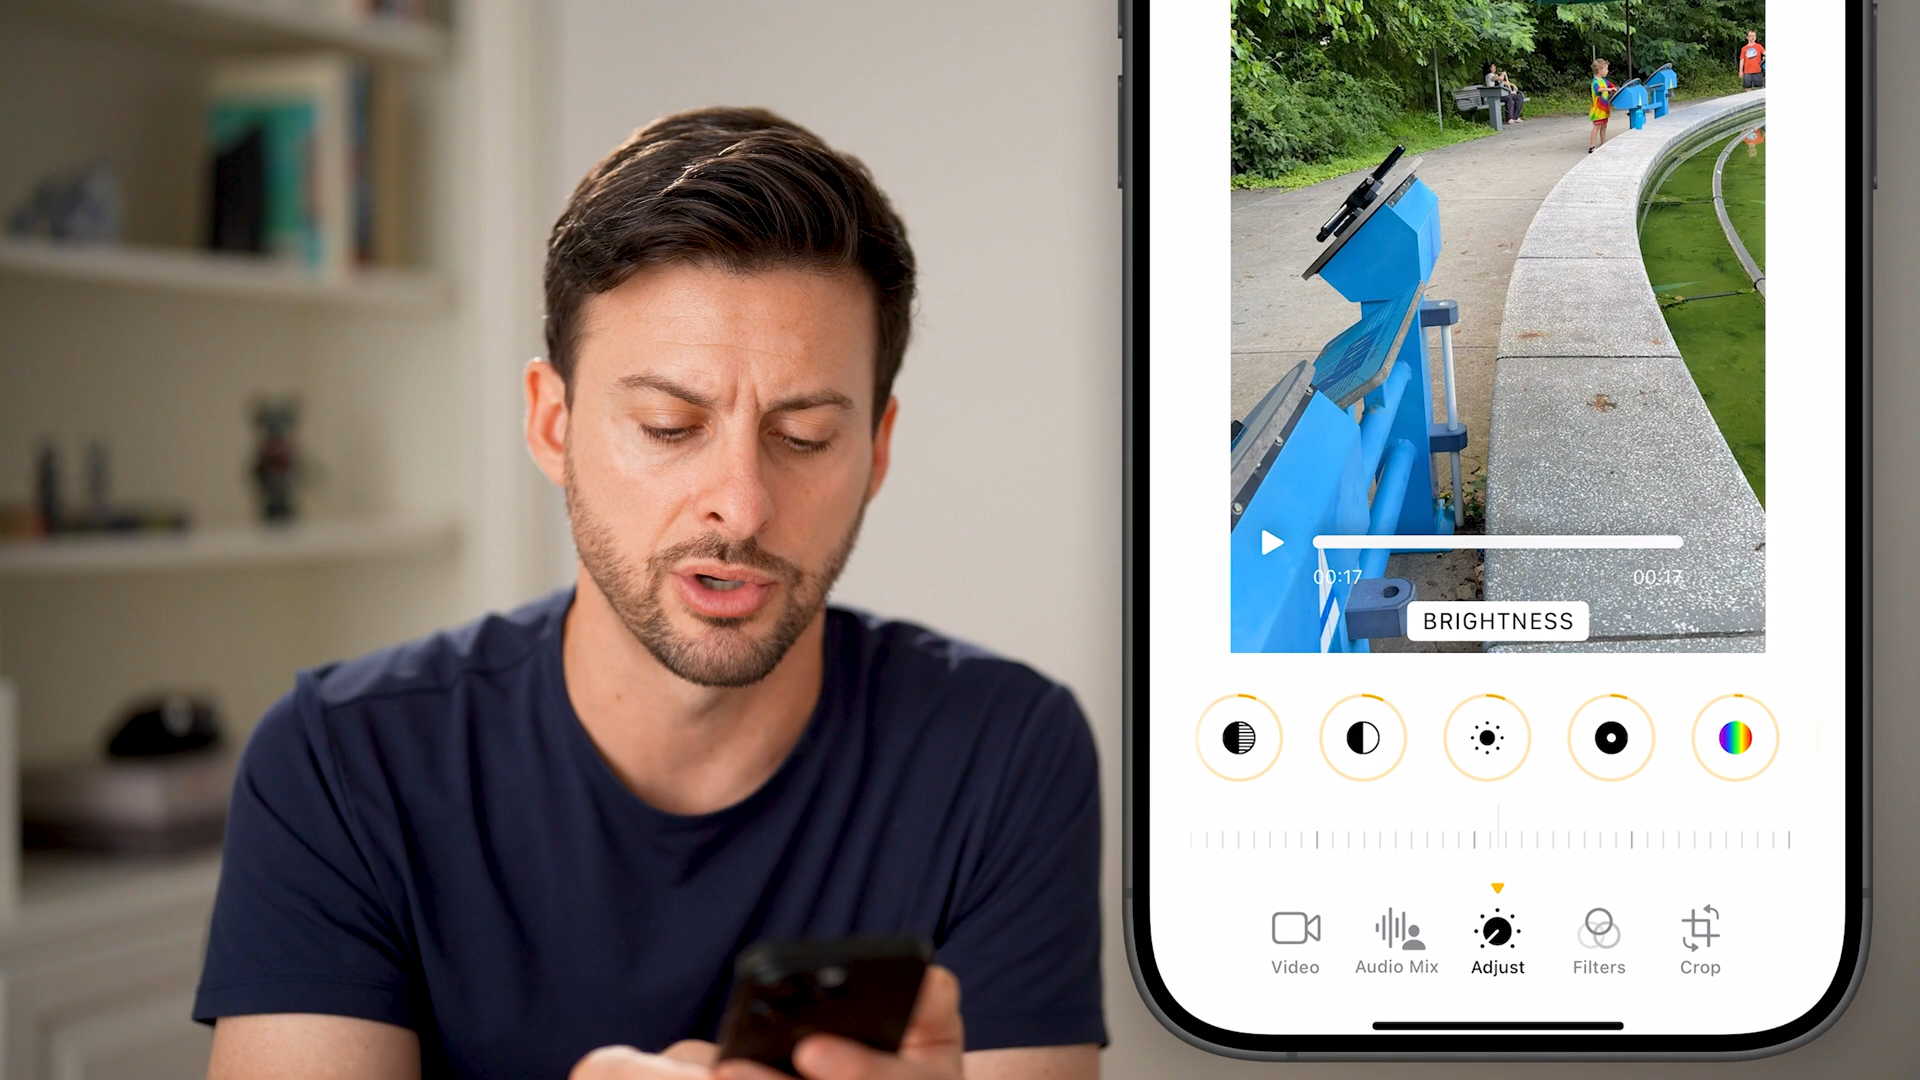 00:17
00:17
BRIGHTNESS
Video
Audio Mix
Adjust
Filters
Crop